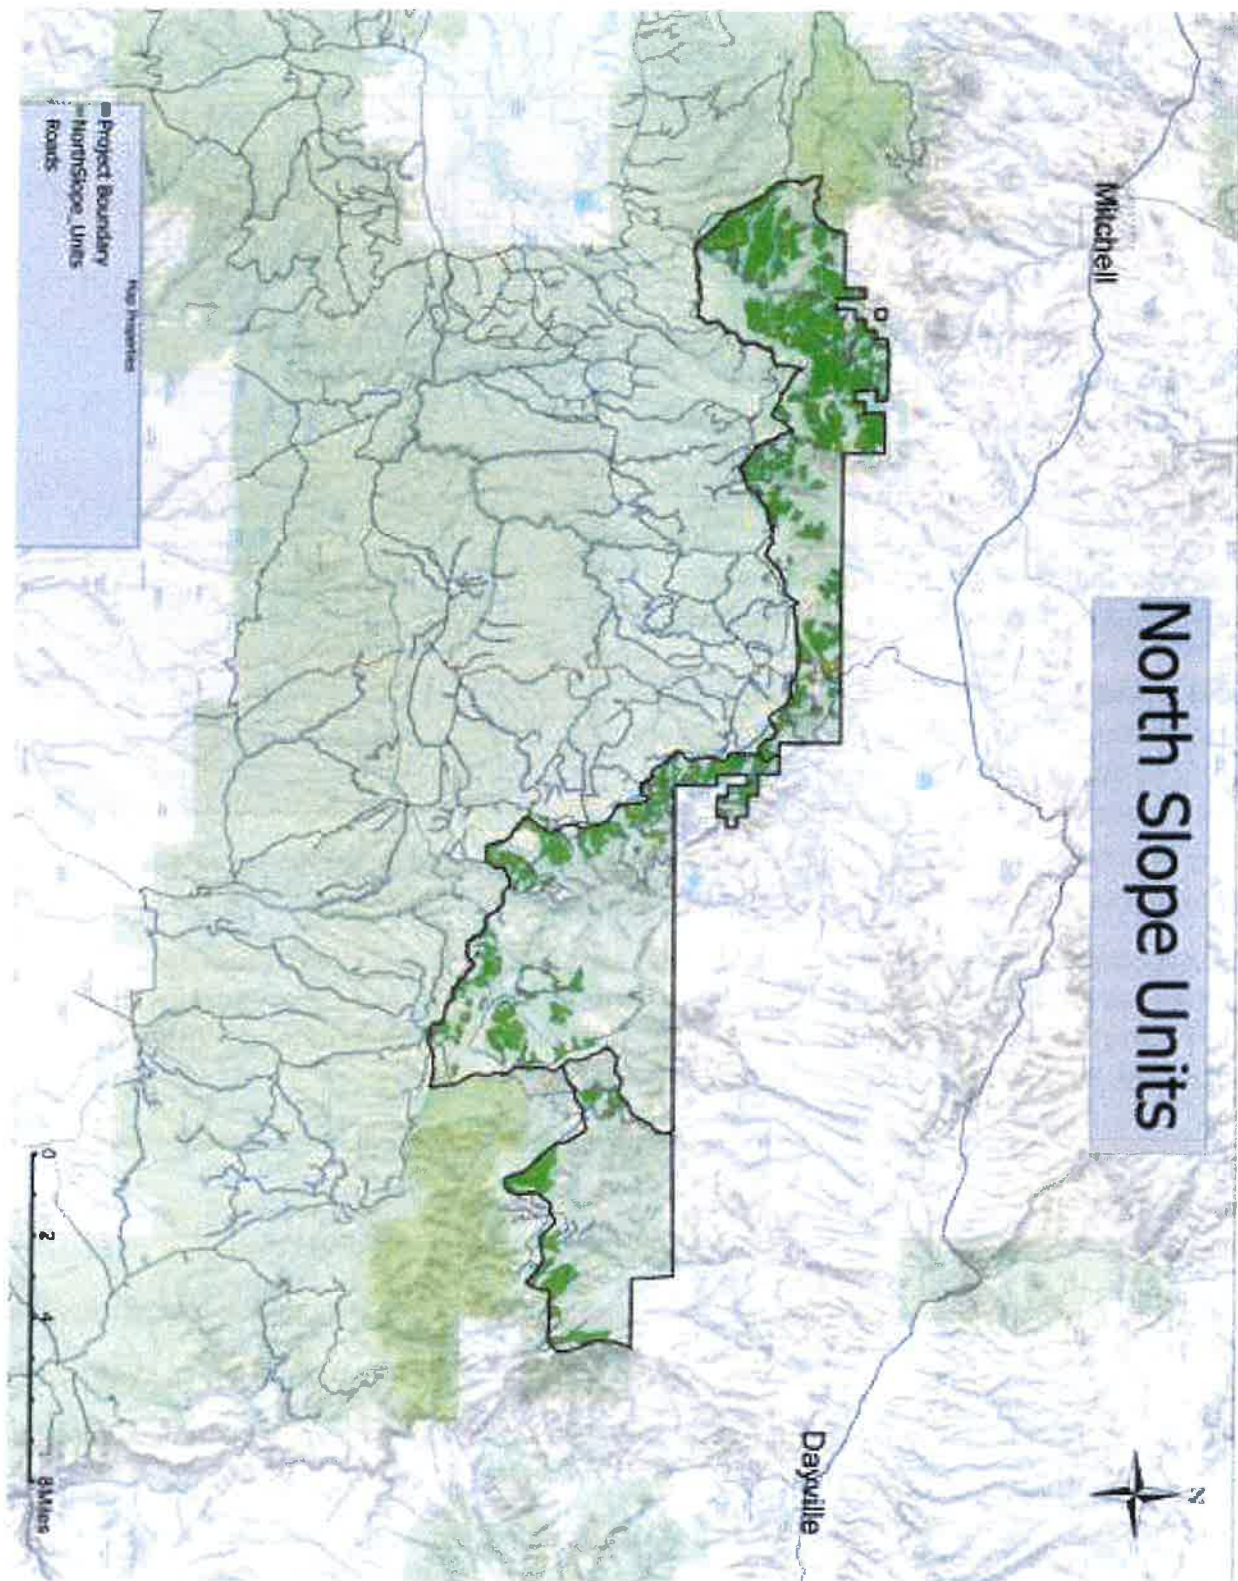 North Slope Units
N
Mitchell
Dayville
Map Properties
Project Boundary
NorthSlope_Units
Roads
0 2 4 8 Miles